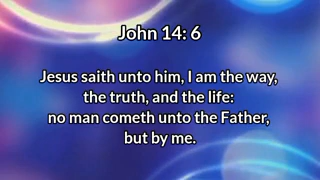 John 14: 6
Jesus saith unto him, I am the way,
the truth, and the life:
no man cometh unto the Father,
but by me.